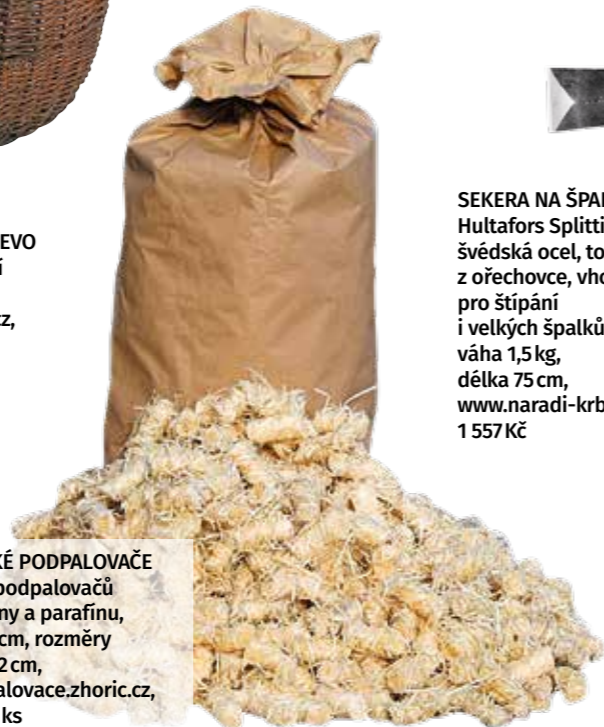 EVO
í
cz,
SEKERA NA ŠPA
Hultafors Splitti
švédská ocel, to
z ořechovce, vho
pro štípání
i velkých špalků
váha 1,5 kg,
délka 75 cm,
www.naradi-krb
1 557 Kč
KÉ PODPALOVAČE
podpalovačů
ny a parafínu,
cm, rozměry
2 cm,
alovace.zhoric.cz,
ks